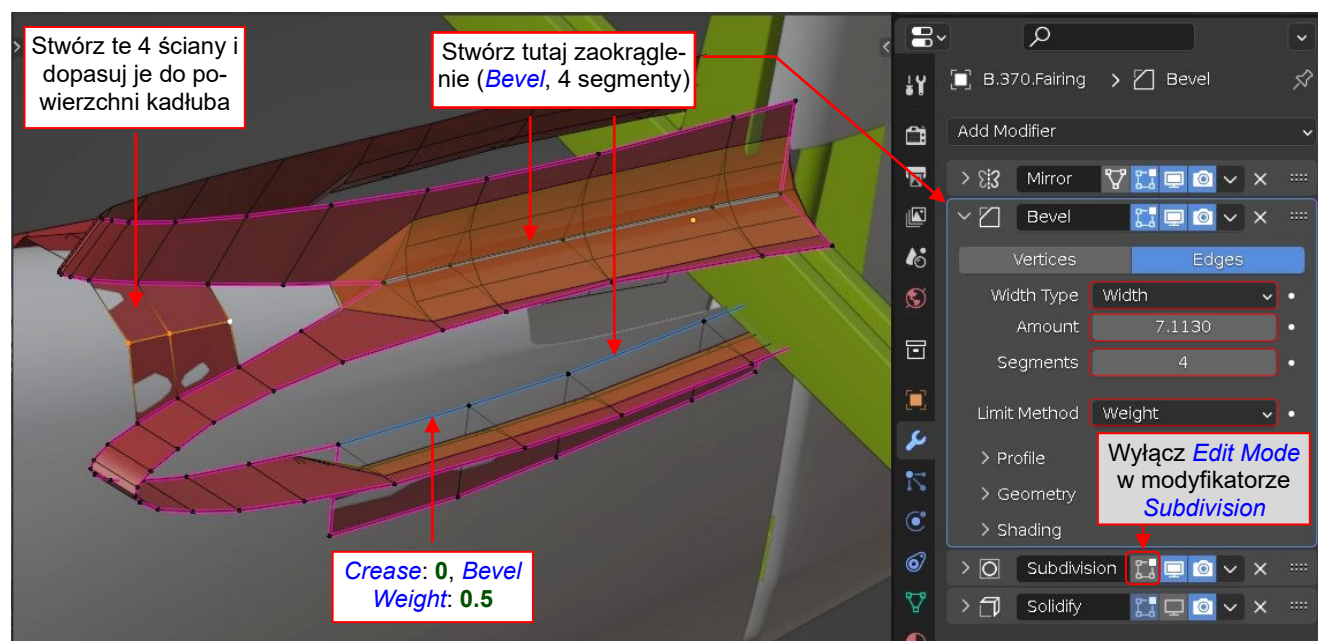 Stwórz te 4 ściany i
dopasuj je do po-
wierzchni kadłuba
Stwórz tutaj zaokrągle-
nie (Bevel, 4 segmenty)
Crease: 0, Bevel
Weight: 0.5
B.370.Fairing > Bevel
Add Modifier
Mirror
Bevel
Vertices Edges
Width Type Width
Amount 7.1130
Segments 4
Limit Method Weight
Profile
Geometry
Shading
Wyłącz Edit Mode
w modyfikatorze
Subdivision
Subdivision
Solidify